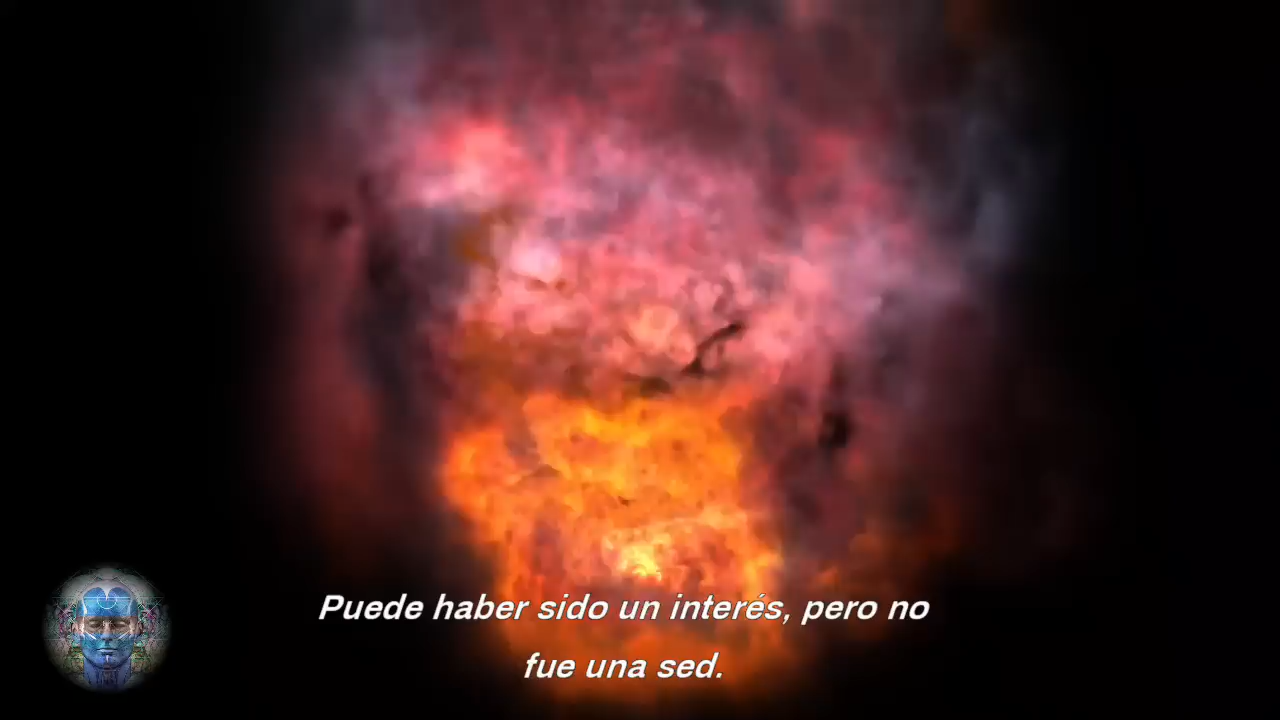 Puede haber sido un interés, pero no
fue una sed.